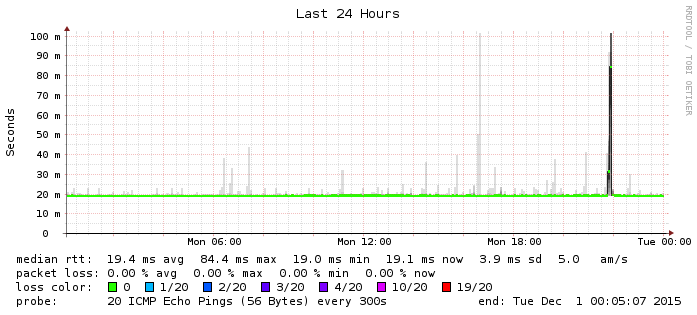 Last 24 Hours
RRDTOOL / TOBI OETIKER
Seconds
100 m
90 m
80 m
70 m
60 m
50 m
40 m
30 m
20 m
10 m
0
Mon 06:00 Mon 12:00 Mon 18:00 Tue 00:00
median rtt: 19.4 ms avg 84.4 ms max 19.0 ms min 19.1 ms now 3.9 ms sd 5.0 am/s
packet loss: 0.00 % avg 0.00 % max 0.00 % min 0.00 % now
loss color: 0 1/20 2/20 3/20 4/20 10/20 19/20
probe: 20 ICMP Echo Pings (56 Bytes) every 300s end: Tue Dec 1 00:05:07 2015